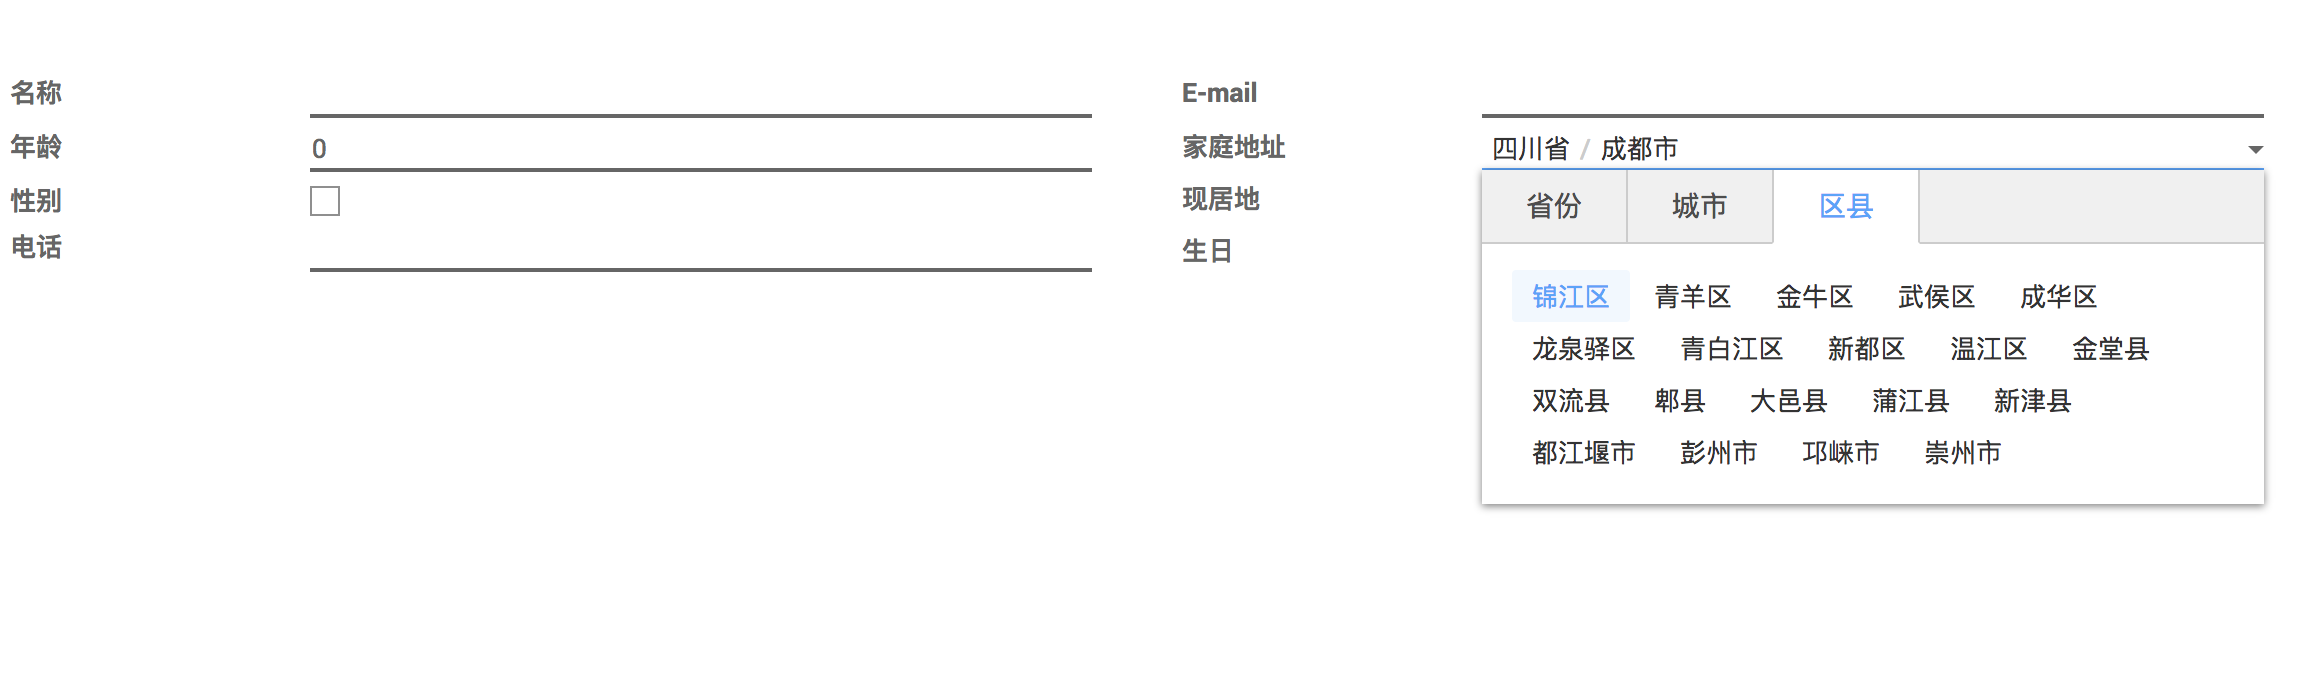 名称
E-mail
年龄 0
家庭地址 四川省 / 成都市
性别
现居地
电话
生日
省份 城市 区县
锦江区 青羊区 金牛区 武侯区 成华区
龙泉驿区 青白江区 新都区 温江区 金堂县
双流县 郫县 大邑县 蒲江县 新津县
都江堰市 彭州市 邛崃市 崇州市